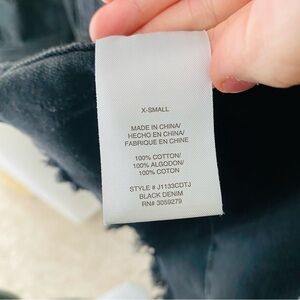 X-SMALL
MADE IN CHINA/
HECHO EN CHINA/
FABRIQUE EN CHINE
100% COTTON/
100% ALGODON/
100% COTON
STYLE # J1133CDTJ
BLACK DENIM
RN# 3059279